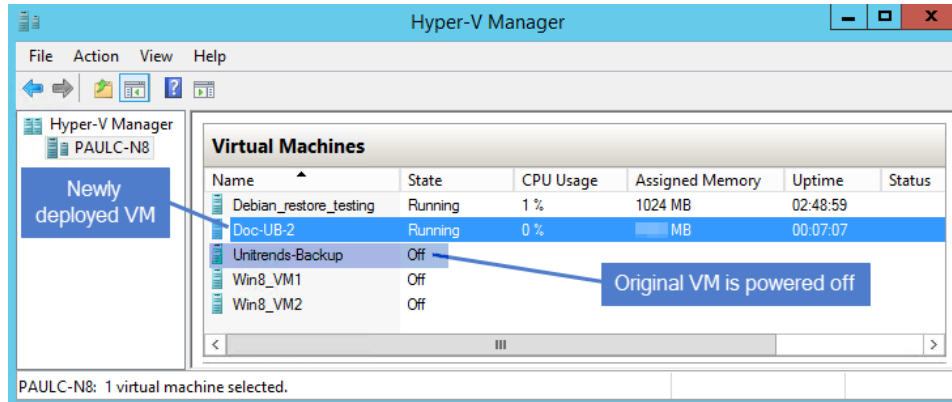 Hyper-V Manager
File Action View Help
Hyper-V Manager
PAULC-N8
Virtual Machines
Name State CPU Usage Assigned Memory Uptime Status
Debian_restore_testing Running 1 % 1024 MB 02:48:59
Doc-UB-2 Running 0 % MB 00:07:07
Unitrends-Backup Off
Win8_VM1 Off
Win8_VM2 Off
Newly
deployed VM
Original VM is powered off
PAULC-N8: 1 virtual machine selected.